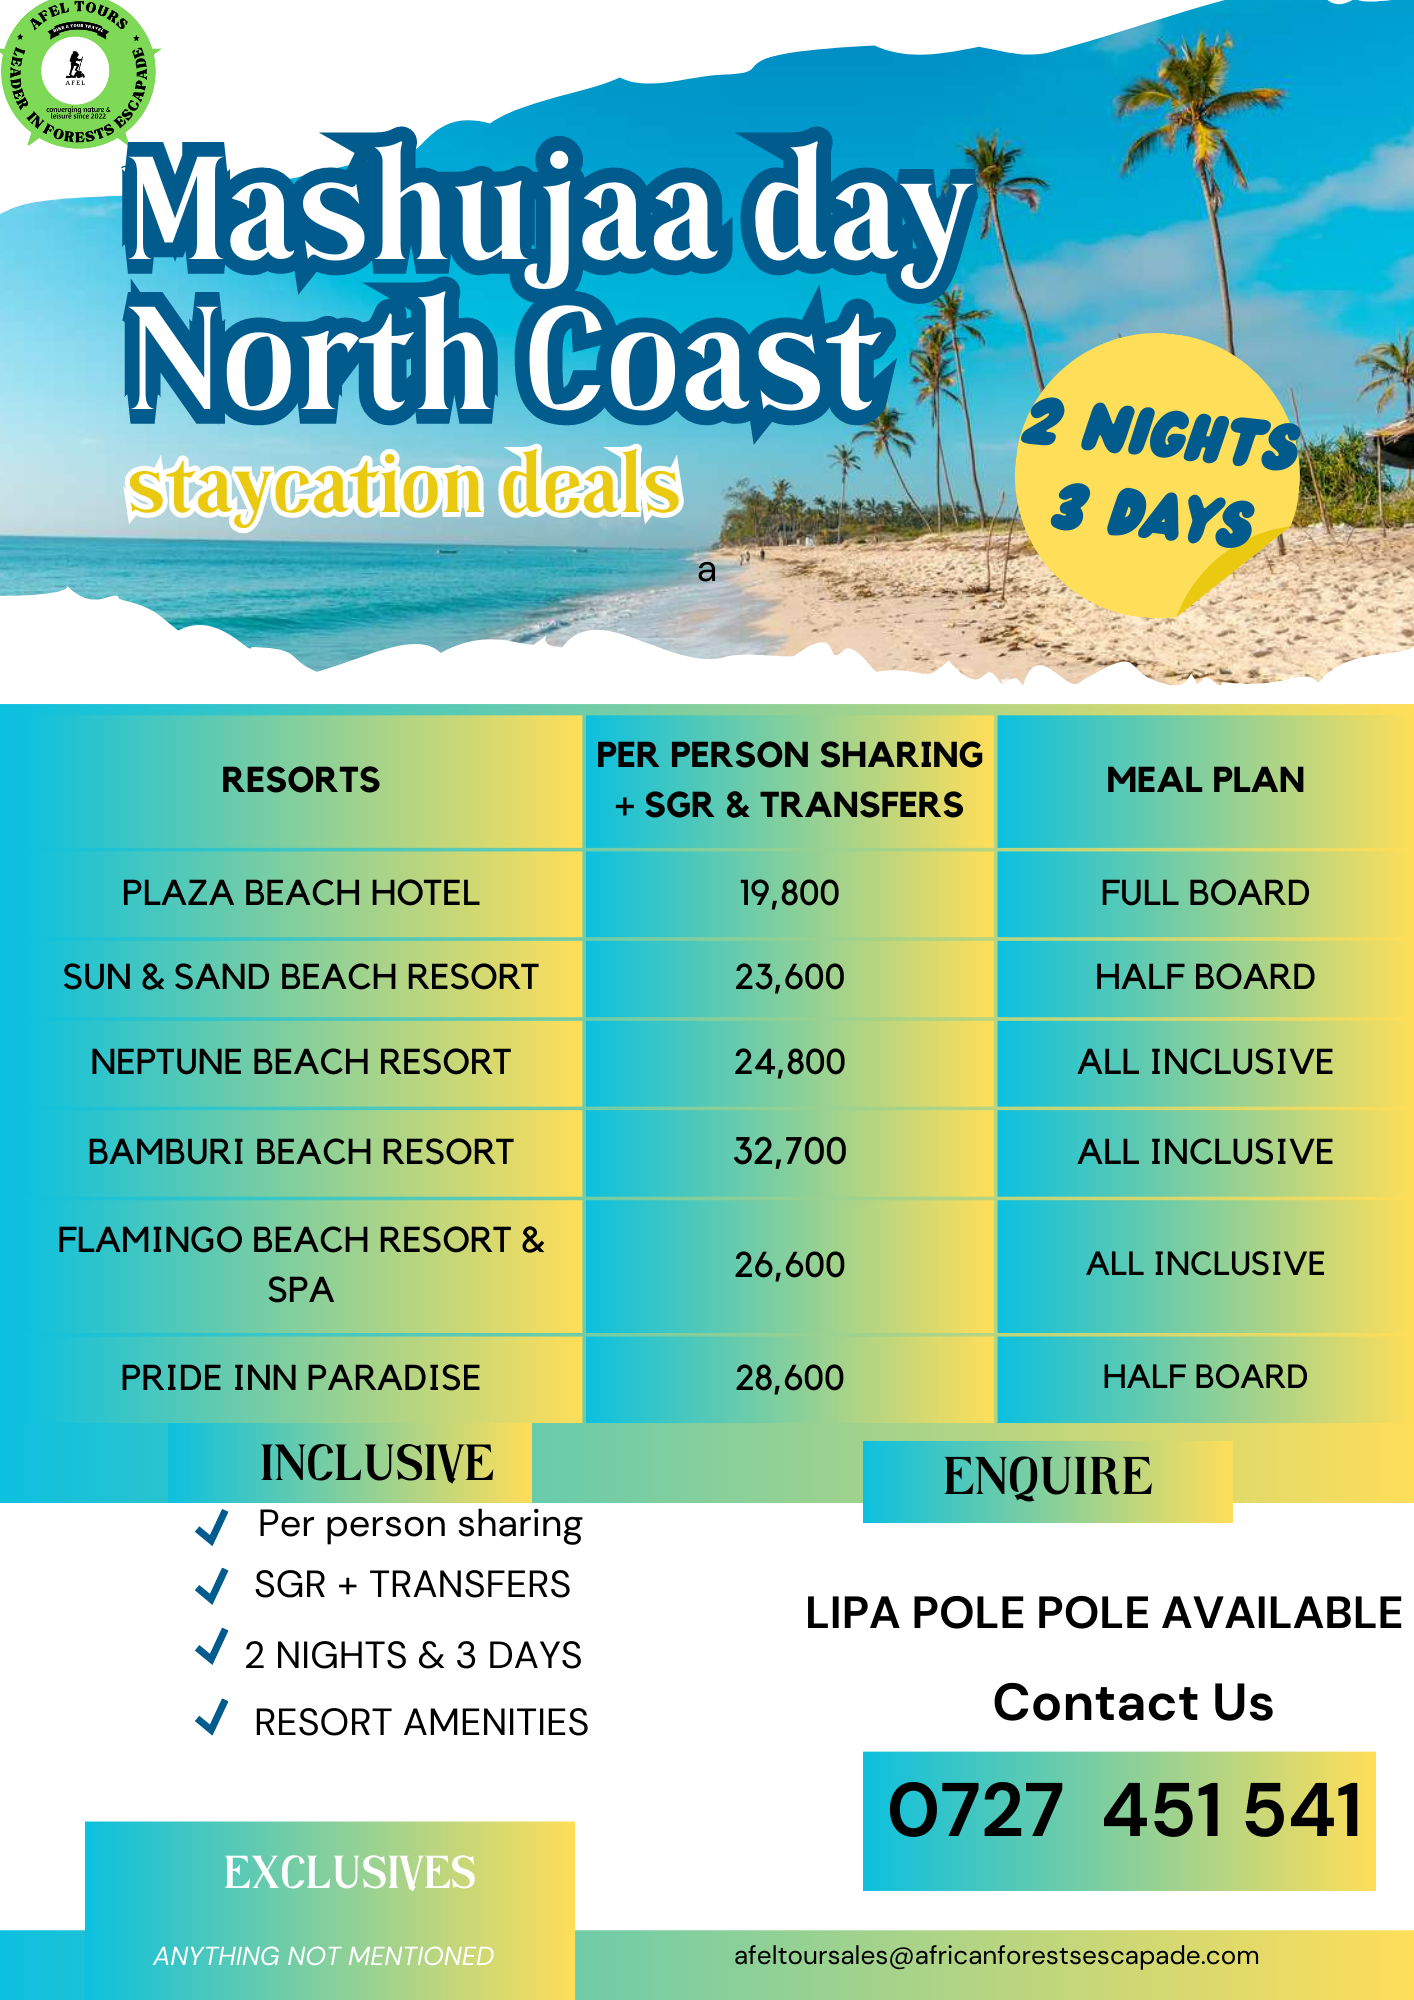 AFEL TOURS
HIKE & TOUR TRAVEL
LEADER IN FORESTS ESCAPADE
AFEL
converging nature &
leisure since 2022
Mashujaa day
North Coast
staycation deals
2 NIGHTS
3 DAYS
a
RESORTS
PER PERSON SHARING
+ SGR & TRANSFERS
MEAL PLAN
PLAZA BEACH HOTEL
19,800
FULL BOARD
SUN & SAND BEACH RESORT
23,600
HALF BOARD
NEPTUNE BEACH RESORT
24,800
ALL INCLUSIVE
BAMBURI BEACH RESORT
32,700
ALL INCLUSIVE
FLAMINGO BEACH RESORT &
SPA
26,600
ALL INCLUSIVE
PRIDE INN PARADISE
28,600
HALF BOARD
INCLUSIVE
Per person sharing
SGR + TRANSFERS
2 NIGHTS & 3 DAYS
RESORT AMENITIES
ENQUIRE
LIPA POLE POLE AVAILABLE
Contact Us
0727 451 541
EXCLUSIVES
ANYTHING NOT MENTIONED
afeltoursales@africanforestsescapade.com